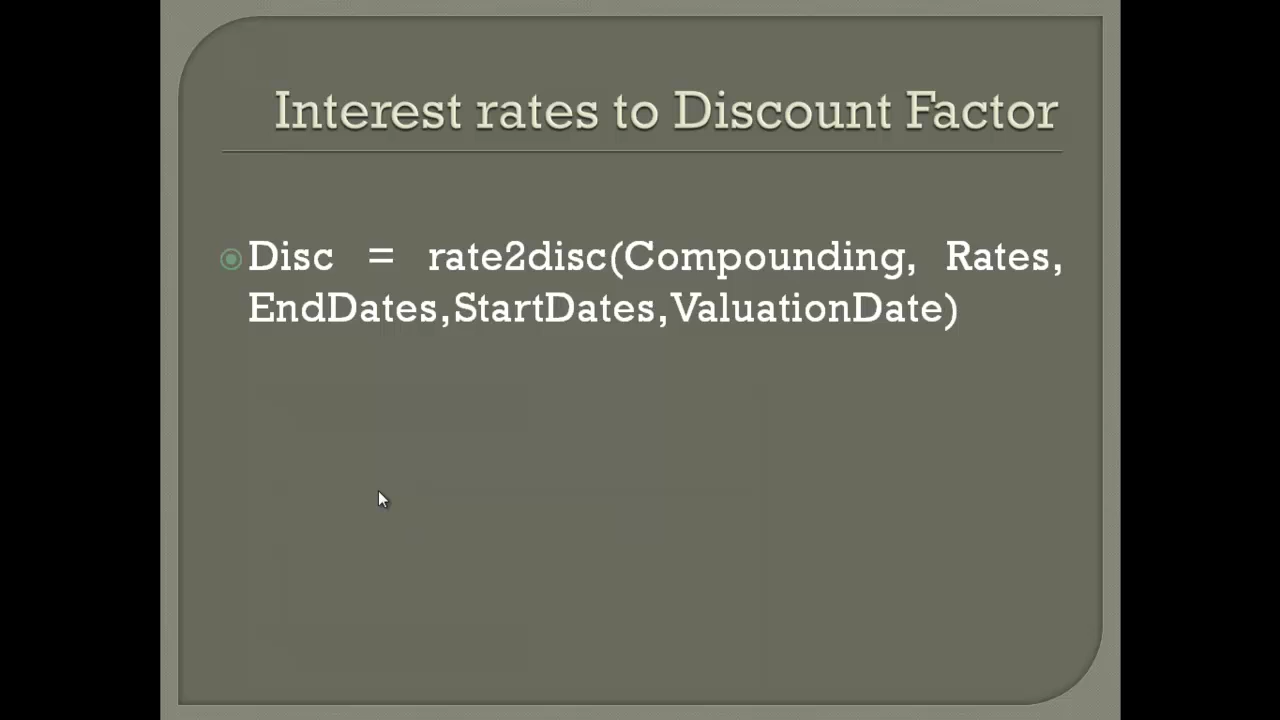 Interest rates to Discount Factor
Disc = rate2disc(Compounding, Rates,
EndDates,StartDates,ValuationDate)